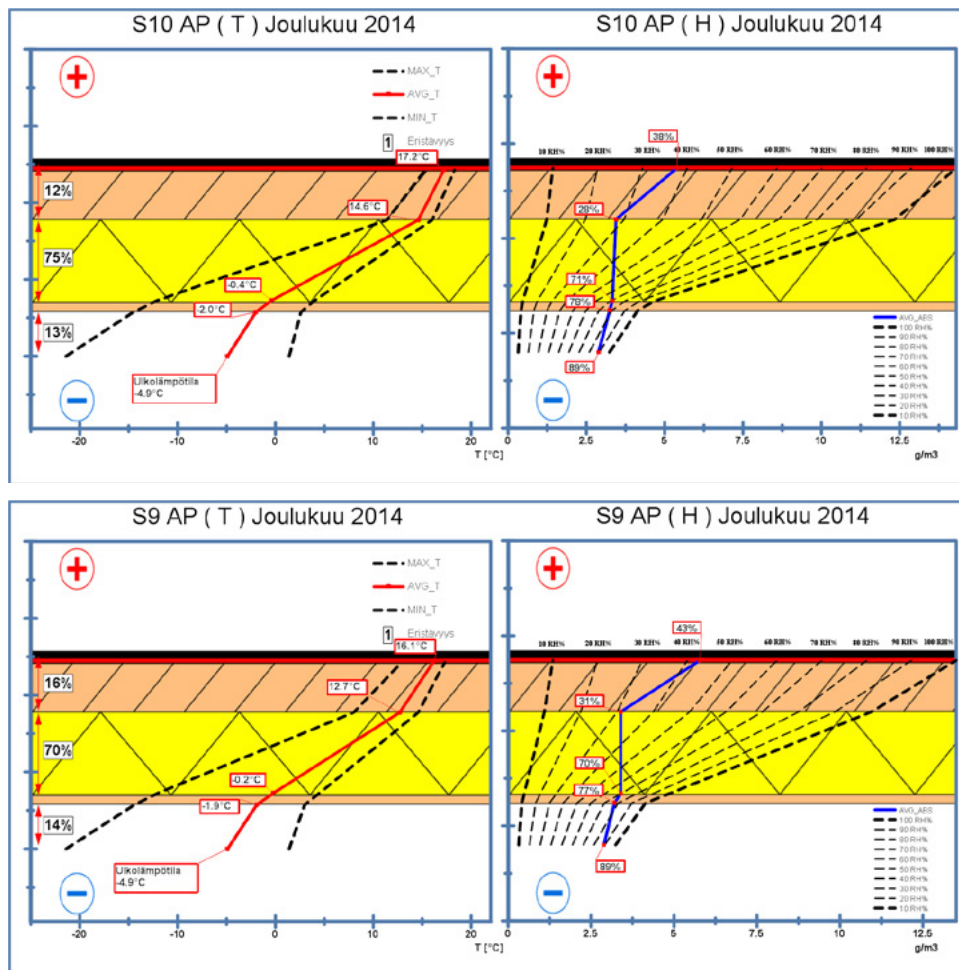 S10 AP ( T ) Joulukuu 2014
MAX_T
AVG_T
MIN_T
1 Eristävyys
17.2°C
12%
14.6°C
75%
-0.4°C
-2.0°C
13%
Ulkolämpötila
-4.9°C
-20 -10 0 10 20
T [°C]
S10 AP ( H ) Joulukuu 2014
38%
10 RH% 20 RH% 30 RH% 40 RH% 50 RH% 60 RH% 70 RH% 80 RH% 90 RH% 100 RH%
28%
71%
78%
89%
AVG_ABS
100 RH%
90 RH%
80 RH%
70 RH%
60 RH%
50 RH%
40 RH%
30 RH%
20 RH%
10 RH%
0 2.5 5 7.5 10 12.5
g/m3
S9 AP ( T ) Joulukuu 2014
MAX_T
AVG_T
MIN_T
1 Eristävyys
16.1°C
16%
12.7°C
70%
-0.2°C
-1.9°C
14%
Ulkolämpötila
-4.9°C
-20 -10 0 10 20
T [°C]
S9 AP ( H ) Joulukuu 2014
43%
10 RH% 20 RH% 30 RH% 40 RH% 50 RH% 60 RH% 70 RH% 80 RH% 90 RH% 100 RH%
31%
70%
77%
89%
AVG_ABS
100 RH%
90 RH%
80 RH%
70 RH%
60 RH%
50 RH%
40 RH%
30 RH%
20 RH%
10 RH%
0 2.5 5 7.5 10 12.5
g/m3